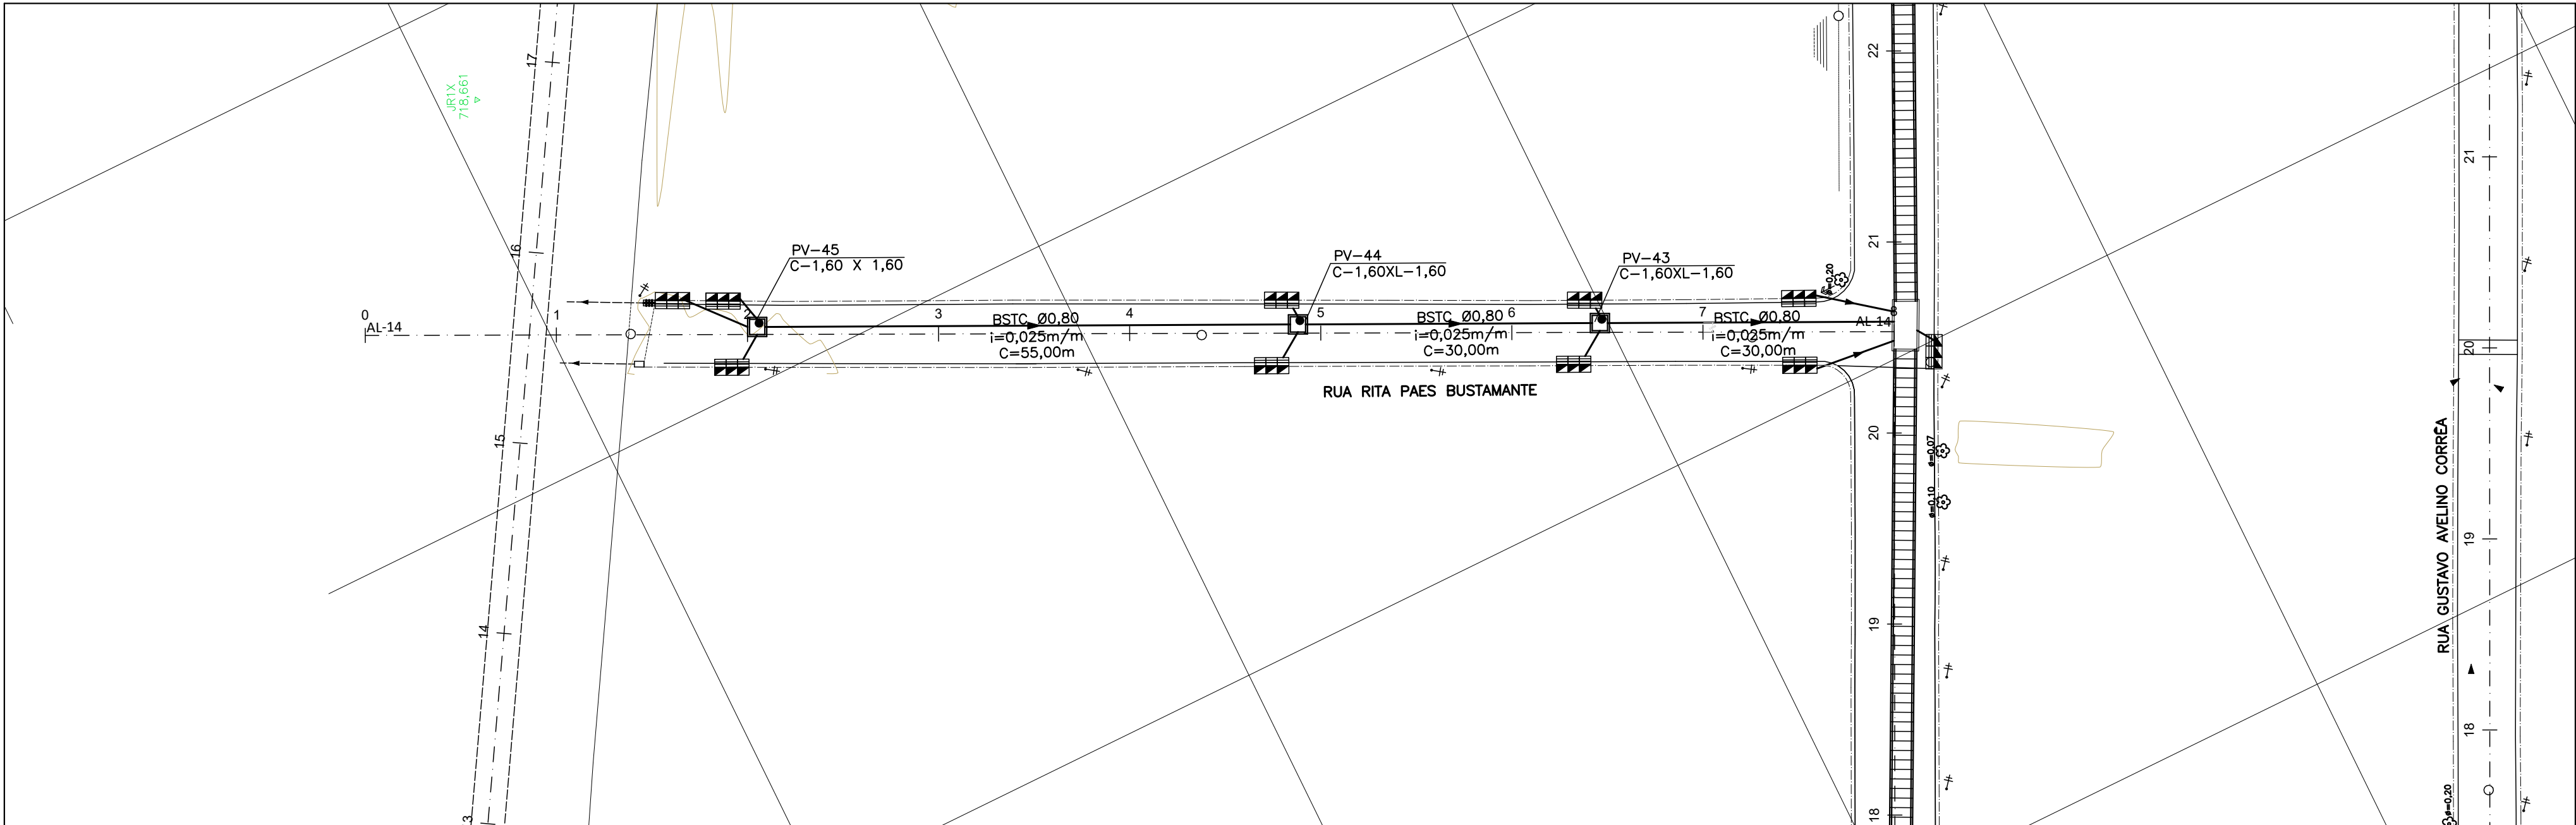 JR1X
718,661
17
16
15
14
3
22
21
20
19
18
PV-45
C-1,60 X 1,60
PV-44
C-1,60XL-1,60
PV-43
C-1,60XL-1,60
ø=0,20
0
1
2
3
4
5
6
7
8
AL-14
AL-14
BSTC Ø0,80
i=0,025m/m
C=55,00m
BSTC Ø0,80
i=0,025m/m
C=30,00m
BSTC Ø0,80
i=0,025m/m
C=30,00m
RUA RITA PAES BUSTAMANTE
ø=0,07
ø=0,10
21
20
19
18
RUA GUSTAVO AVELINO CORRÊA
ø=0,20